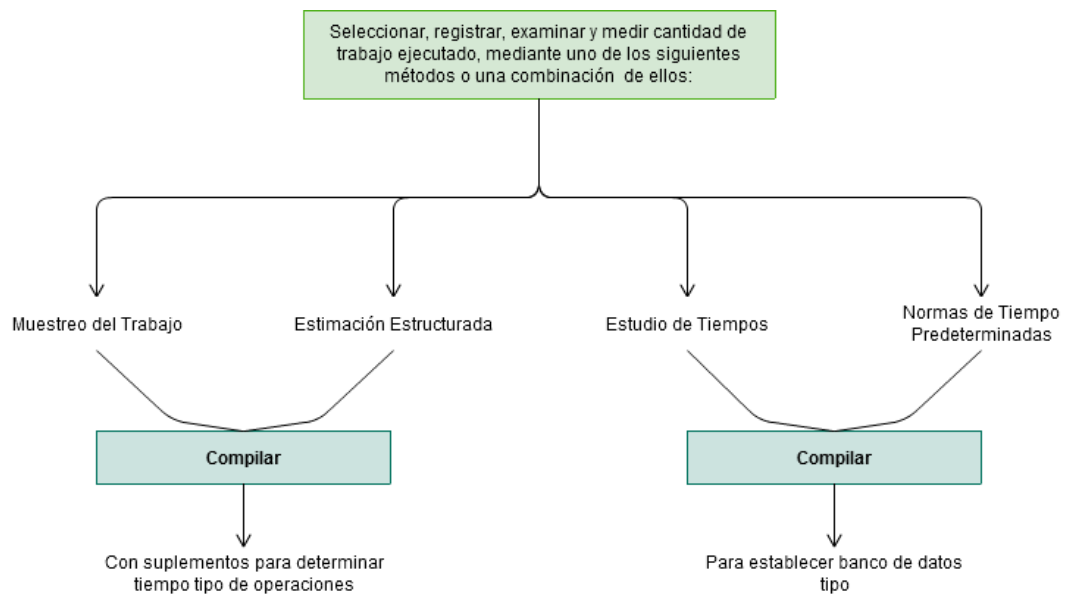 Seleccionar, registrar, examinar y medir cantidad de
trabajo ejecutado, mediante uno de los siguientes
métodos o una combinación de ellos:
Muestreo del Trabajo
Estimación Estructurada
Estudio de Tiempos
Normas de Tiempo
Predeterminadas
Compilar
Compilar
Con suplementos para determinar
tiempo tipo de operaciones
Para establecer banco de datos
tipo